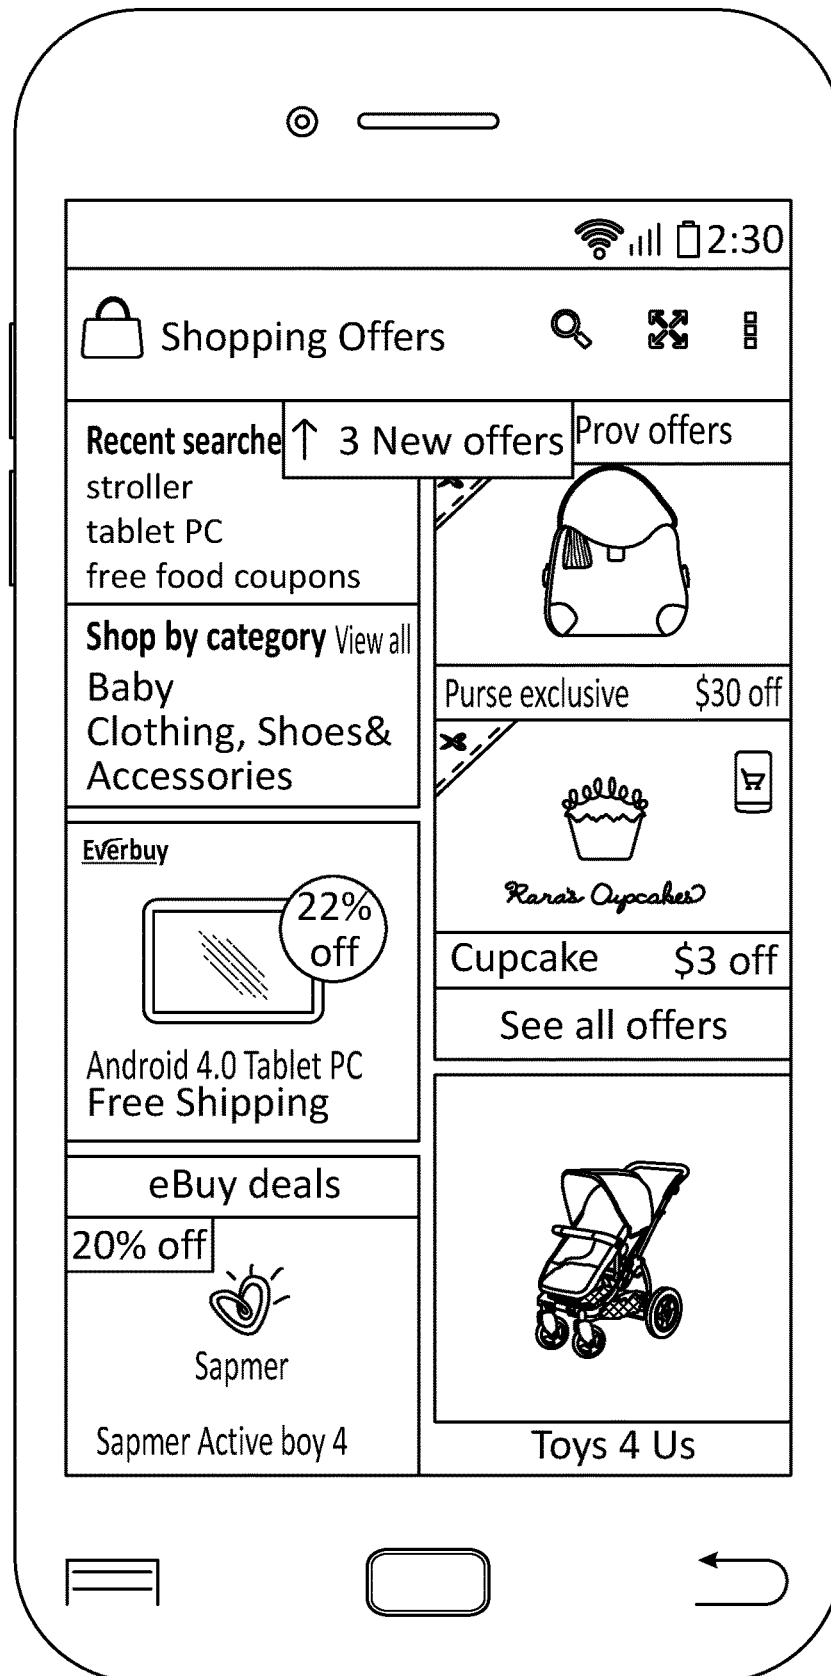 2:30
Shopping Offers
Recent searche
↑ 3 New offers
Prov offers
stroller
tablet PC
free food coupons
Shop by category View all
Baby
Clothing, Shoes&
Accessories
Purse exclusive $30 off
Rara's Cupcakes
Cupcake $3 off
See all offers
Everbuy
22%
off
Android 4.0 Tablet PC
Free Shipping
eBuy deals
20% off
Sapmer
Sapmer Active boy 4
Toys 4 Us